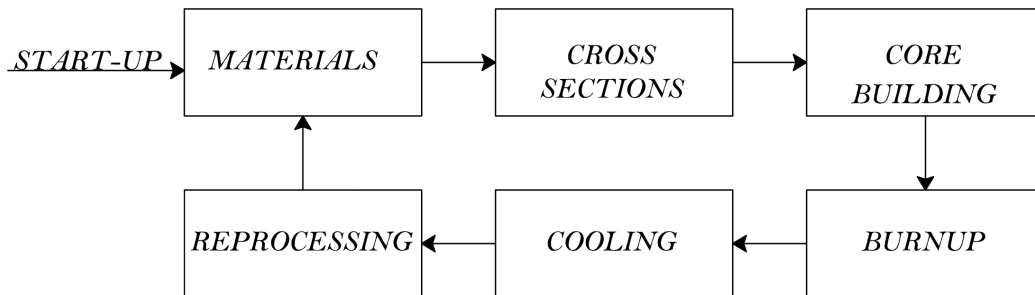 START-UP
MATERIALS
CROSS
SECTIONS
CORE
BUILDING
REPROCESSING
COOLING
BURNUP